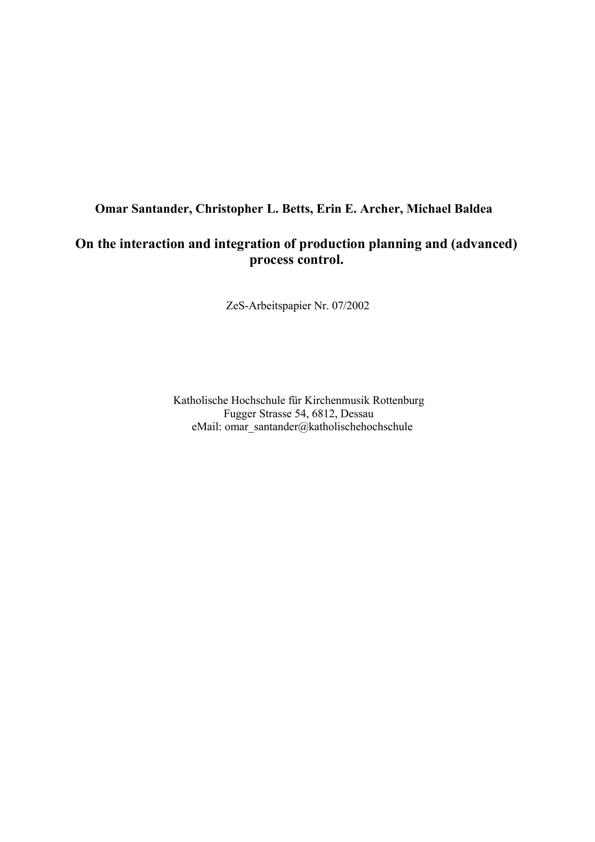 Omar Santander, Christopher L. Betts, Erin E. Archer, Michael Baldea
On the interaction and integration of production planning and (advanced)
process control.
ZeS-Arbeitspapier Nr. 07/2002
Katholische Hochschule für Kirchenmusik Rottenburg
Fugger Strasse 54, 6812, Dessau
eMail: omar_santander@katholischehochschule